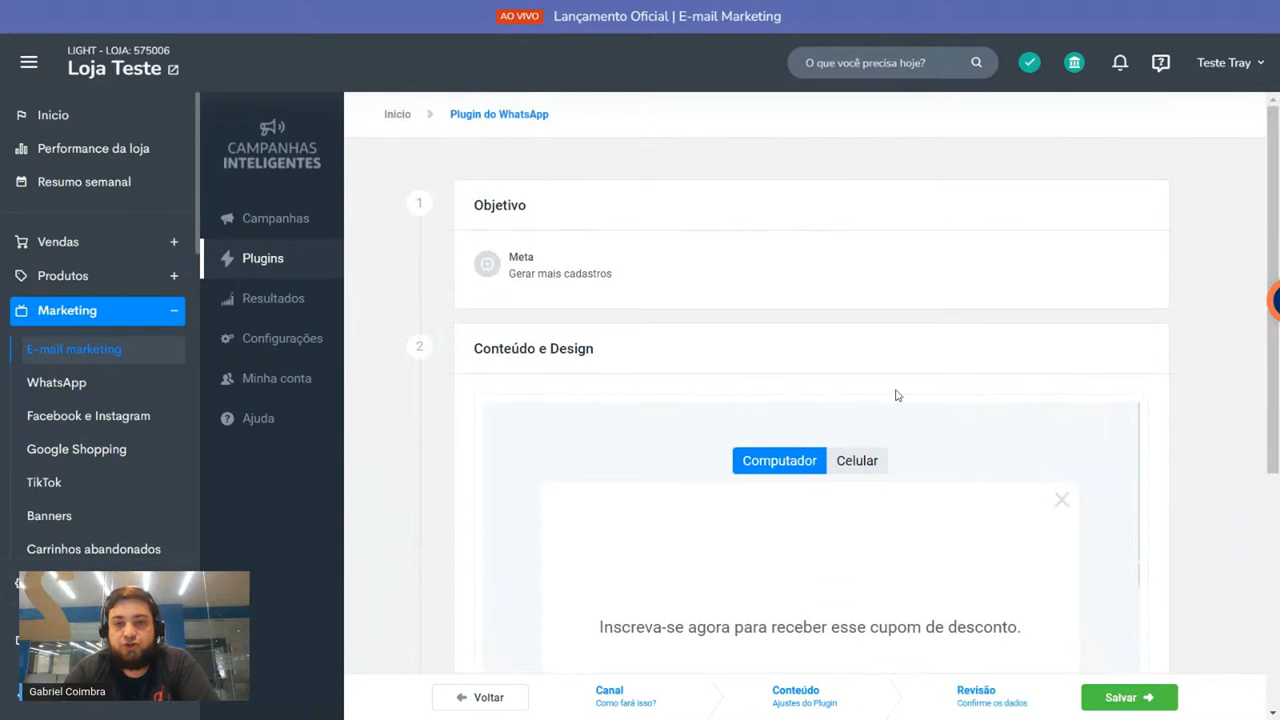 AO VIVO Lançamento Oficial | E-mail Marketing
LIGHT - LOJA: 575006
Loja Teste
O que você precisa hoje?
Teste Tray
Inicio
Performance da loja
Resumo semanal
Vendas
Produtos
Marketing
E-mail marketing
WhatsApp
Facebook e Instagram
Google Shopping
TikTok
Banners
Carrinhos abandonados
Gabriel Coimbra
CAMPANHAS
INTELIGENTES
Campanhas
Plugins
Resultados
Configurações
Minha conta
Ajuda
Inicio Plugin do WhatsApp
1
Objetivo
Meta
Gerar mais cadastros
2
Conteúdo e Design
Computador Celular
Inscreva-se agora para receber esse cupom de desconto.
Voltar
Canal
Como fará isso?
Conteúdo
Ajustes do Plugin
Revisão
Confirme os dados
Salvar